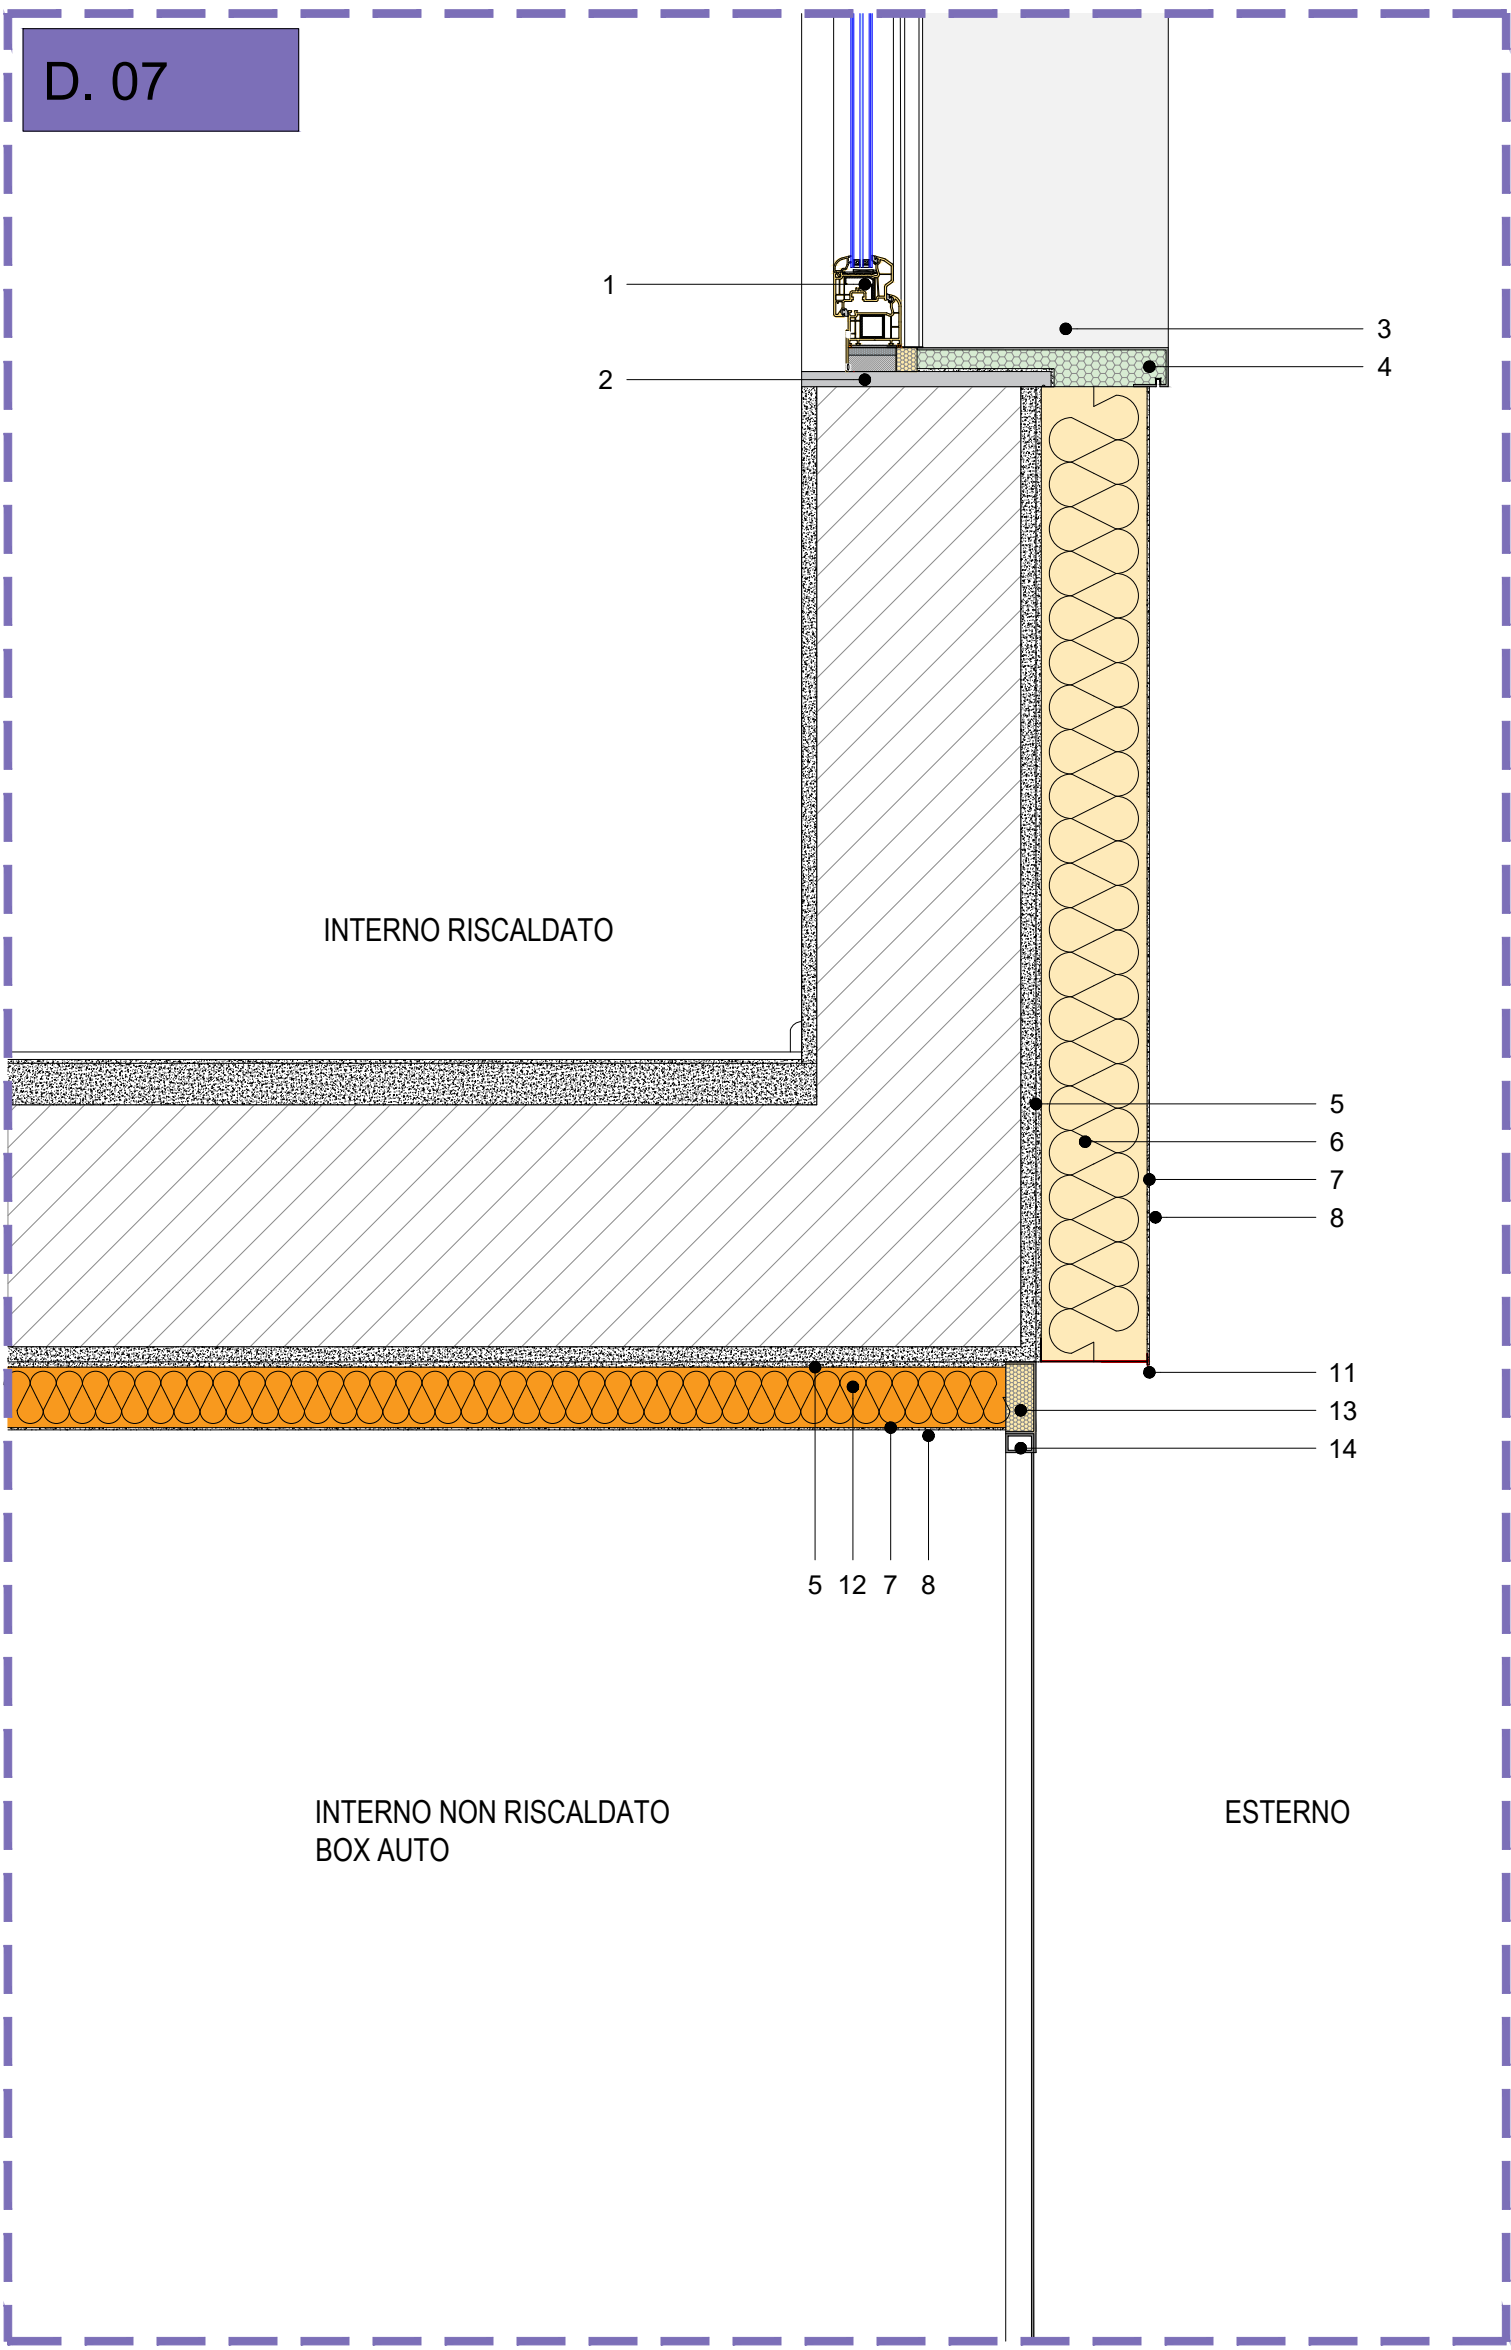 D. 07
1
3
4
2
INTERNO RISCALDATO
5
6
7
8
11
13
14
5 12 7 8
INTERNO NON RISCALDATO
BOX AUTO
ESTERNO